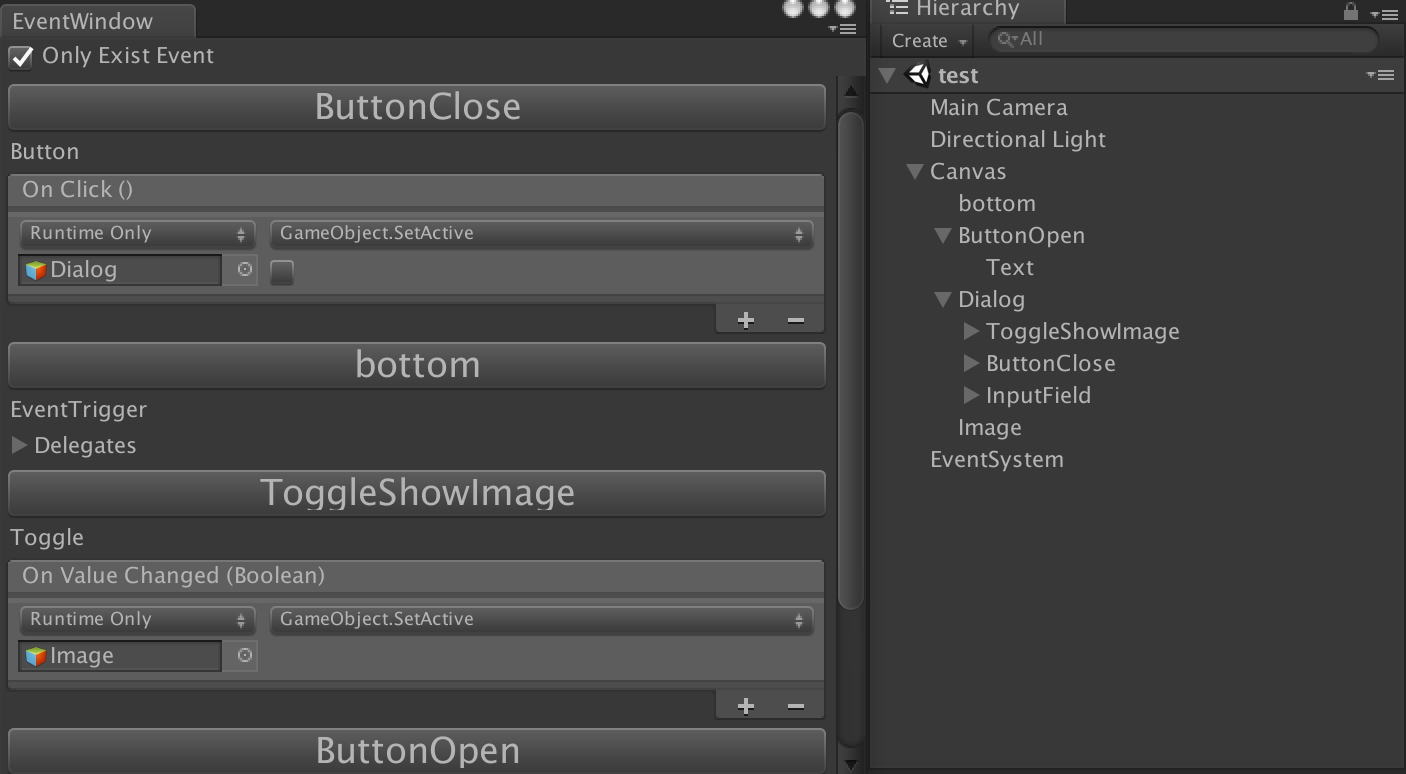 EventWindow
Only Exist Event
ButtonClose
Button
On Click ()
Runtime Only
GameObject.SetActive
Dialog
bottom
EventTrigger
Delegates
ToggleShowImage
Toggle
On Value Changed (Boolean)
Runtime Only
GameObject.SetActive
Image
ButtonOpen
Hierarchy
Create
All
test
Main Camera
Directional Light
Canvas
bottom
ButtonOpen
Text
Dialog
ToggleShowImage
ButtonClose
InputField
Image
EventSystem